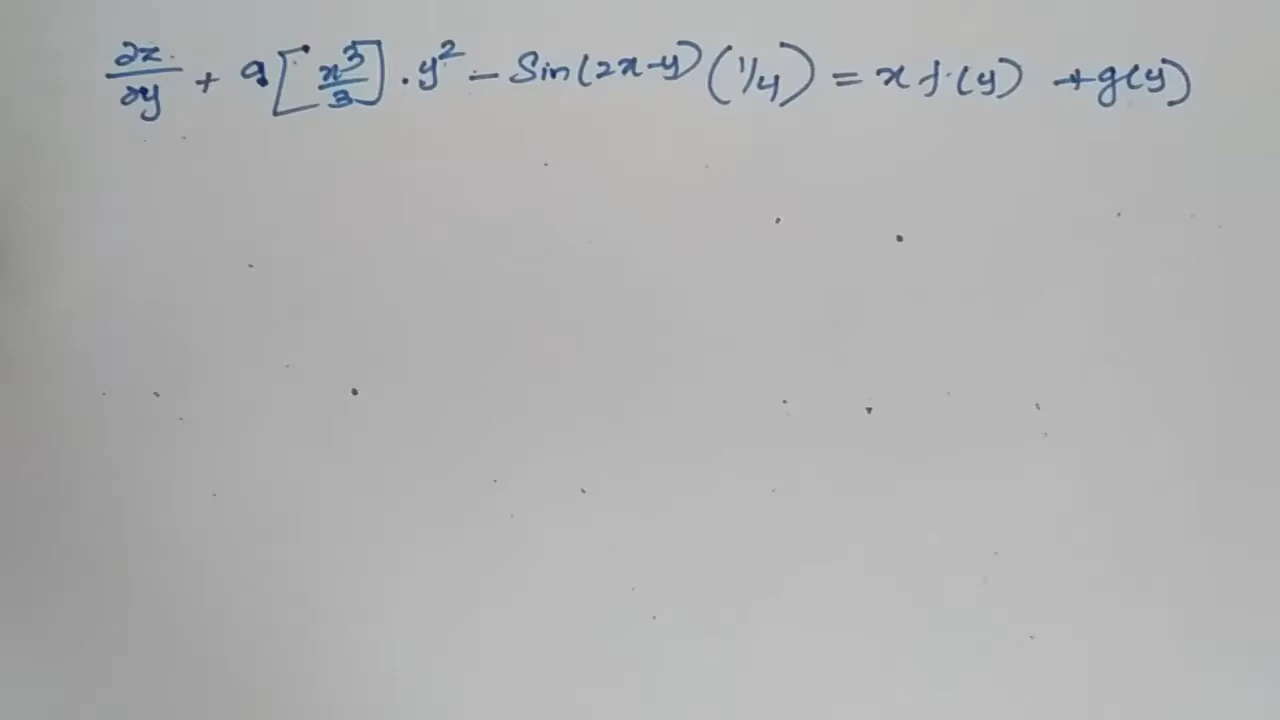 ∂z/∂y + 9[x³/3].y² - Sin(2x-y)(1/4) = x f(y) + g(y)